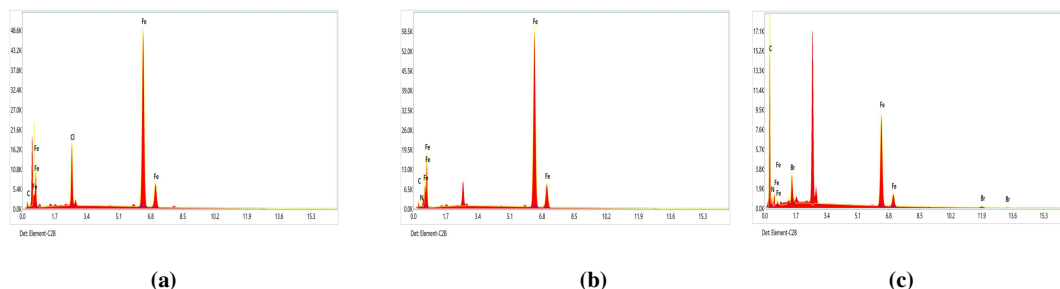 48.6K
43.2K
37.8K
32.4K
27.0K
21.6K
16.2K
10.8K
5.4K
0.0K
Fe
Cl
Fe
Fe
Fe
C
Fe
0.0 1.7 3.4 5.1 6.8 8.5 10.2 11.9 13.6 15.3
Det: Element-C2B
(a)
58.5K
52.0K
45.5K
39.0K
32.5K
26.0K
19.5K
13.0K
6.5K
0.0K
Fe
Fe
Fe
C
Fe
N
Fe
0.0 1.7 3.4 5.1 6.8 8.5 10.2 11.9 13.6 15.3
Det: Element-C2B
(b)
17.1K
15.2K
13.3K
11.4K
9.5K
7.6K
5.7K
3.8K
1.9K
0.0K
C
Fe
Fe
Br
Fe
N
Fe
Fe
Br
Br
0.0 1.7 3.4 5.1 6.8 8.5 10.2 11.9 13.6 15.3
Det: Element-C2B
(c)